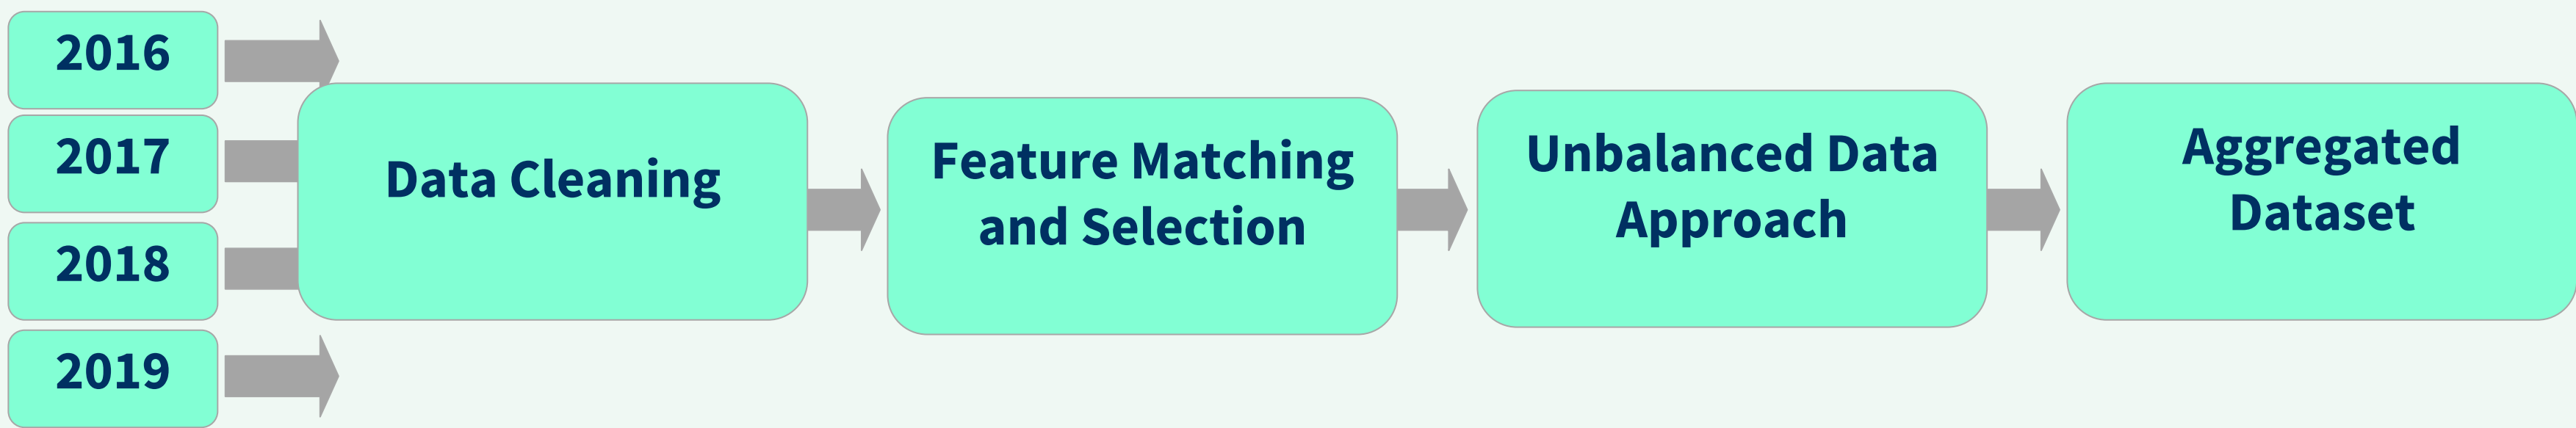 2016
2017
2018
2019
Data Cleaning
Feature Matching
and Selection
Unbalanced Data
Approach
Aggregated
Dataset